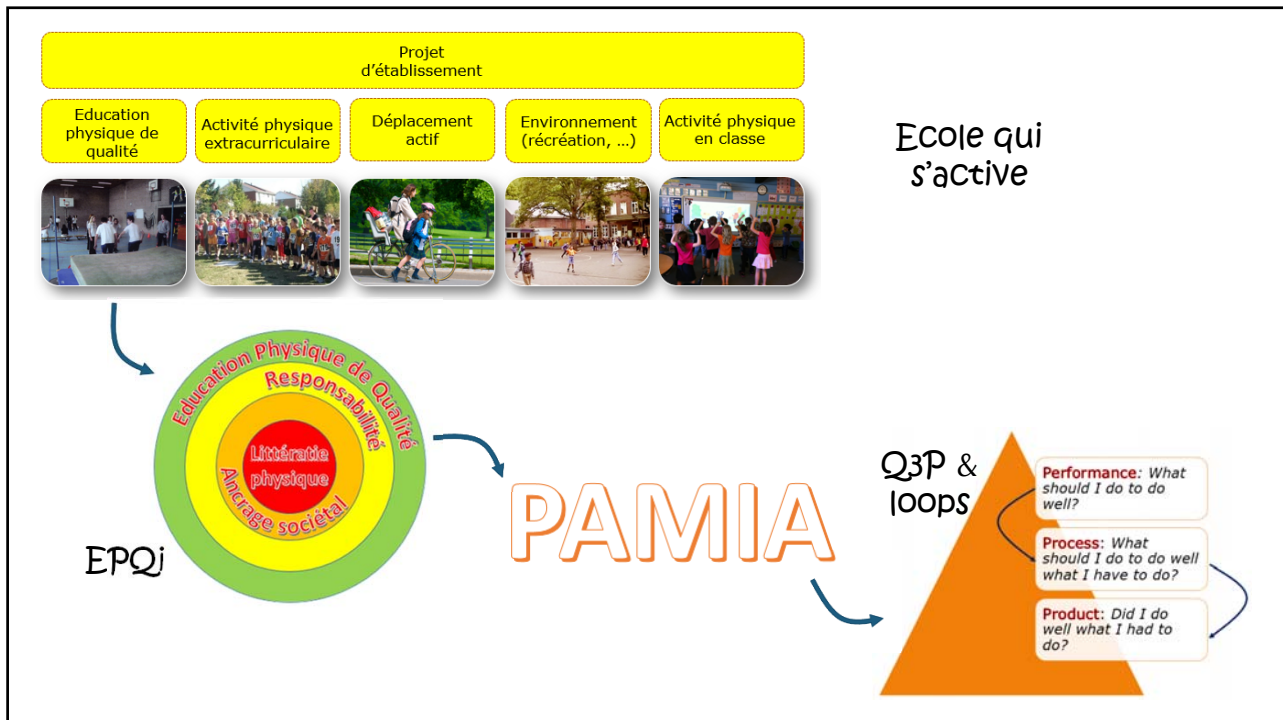 Projet
d'établissement
Education
physique de
qualité
Activité physique
extracurriculaire
Déplacement
actif
Environnement
(récréation, ...)
Activité physique
en classe
Ecole qui
s'active
Education Physique de Qualité
Responsabilité
Littératie
physique
Ancrage sociétal
EPQi
PAMIA
Q3P &
loops
Performance: What
should I do to do
well?
Process: What
should I do to do well
what I have to do?
Product: Did I do
well what I had to
do?